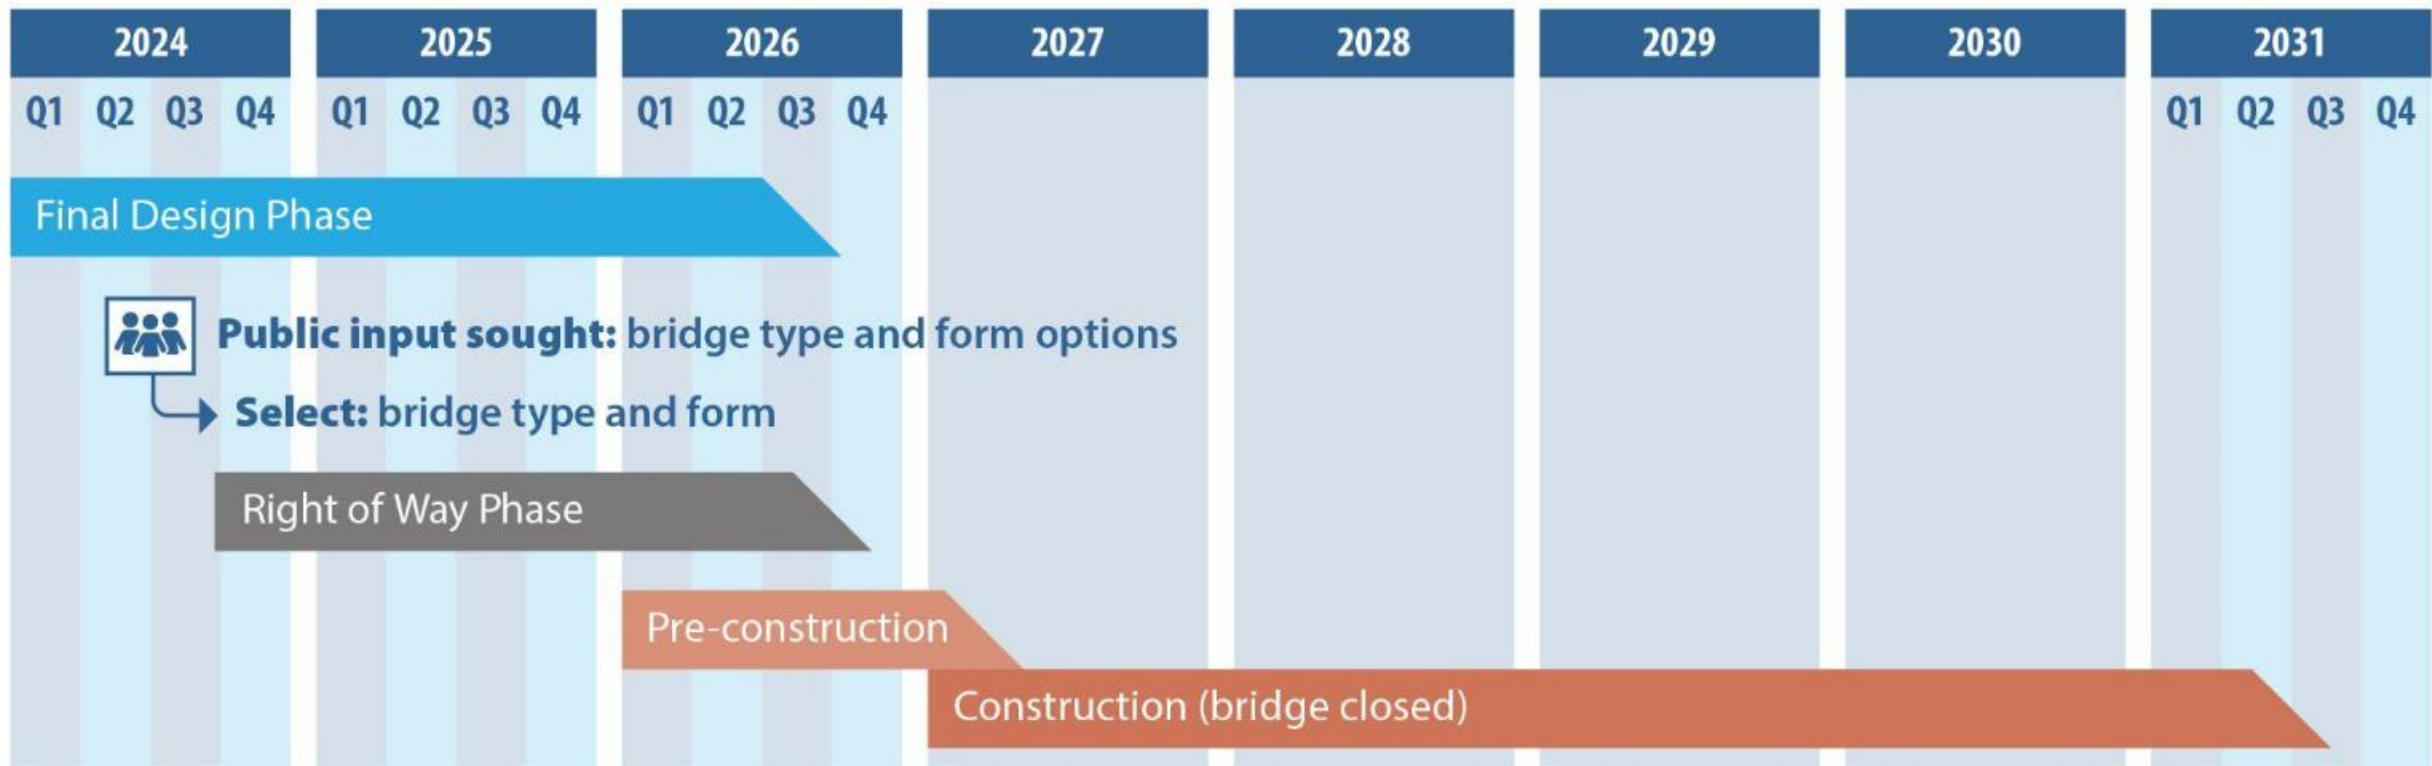 2024 2025 2026 2027 2028 2029 2030 2031
Q1 Q2 Q3 Q4 Q1 Q2 Q3 Q4 Q1 Q2 Q3 Q4 Q1 Q2 Q3 Q4
Final Design Phase
Public input sought: bridge type and form options
Select: bridge type and form
Right of Way Phase
Pre-construction
Construction (bridge closed)